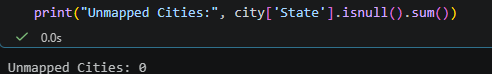 print("Unmapped Cities:", city['State'].isnull().sum())
0.0s
Unmapped Cities: 0